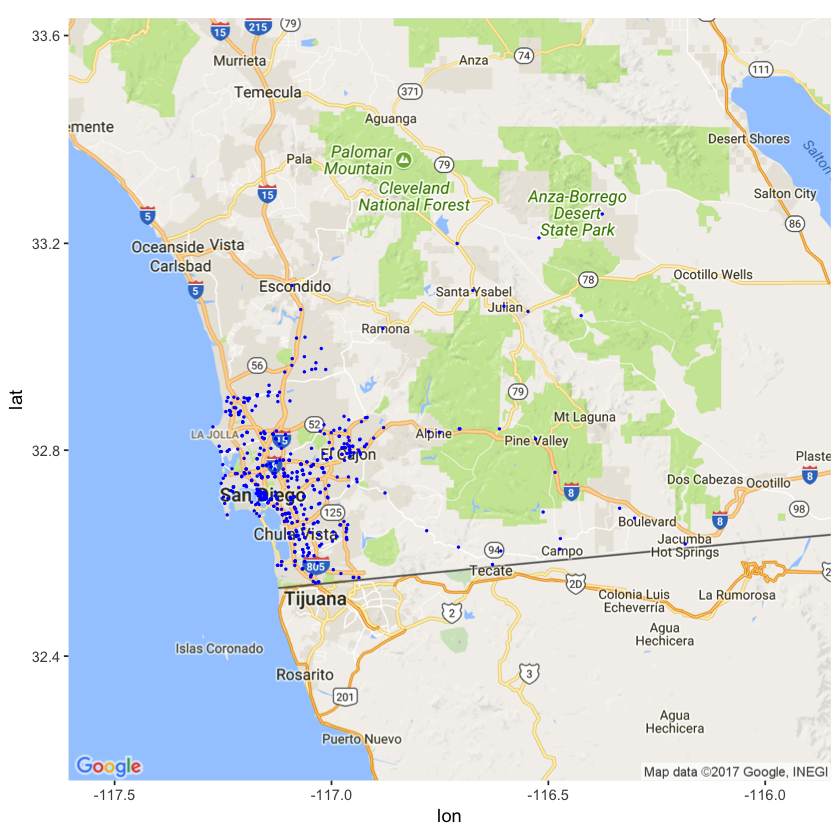 33.6
33.2
32.8
32.4
lat
-117.5
-117.0
-116.5
-116.0
lon
15
215
79
Murrieta
Anza
74
111
Temecula
371
emente
Aguanga
Desert Shores
Pala
Palomar
Mountain
79
Cleveland
National Forest
Salton
15
Anza-Borrego
Desert
State Park
Salton City
5
86
Oceanside
Vista
Carlsbad
78
Ocotillo Wells
5
Escondido
Santa Ysabel
Julian
Ramona
56
79
Mt Laguna
52
LA JOLLA
15
Alpine
Pine Valley
El Cajon
Plaste
5
Dos Cabezas
Ocotillo
8
8
San Diego
125
98
Boulevard
8
Chula Vista
Jacumba
Hot Springs
94
Campo
805
Tecate
2D
Tijuana
Colonia Luis
Echeverría
La Rumorosa
2
2
Islas Coronado
Agua
Hechicera
Rosarito
3
201
Agua
Hechicera
Puerto Nuevo
Google
Map data ©2017 Google, INEGI